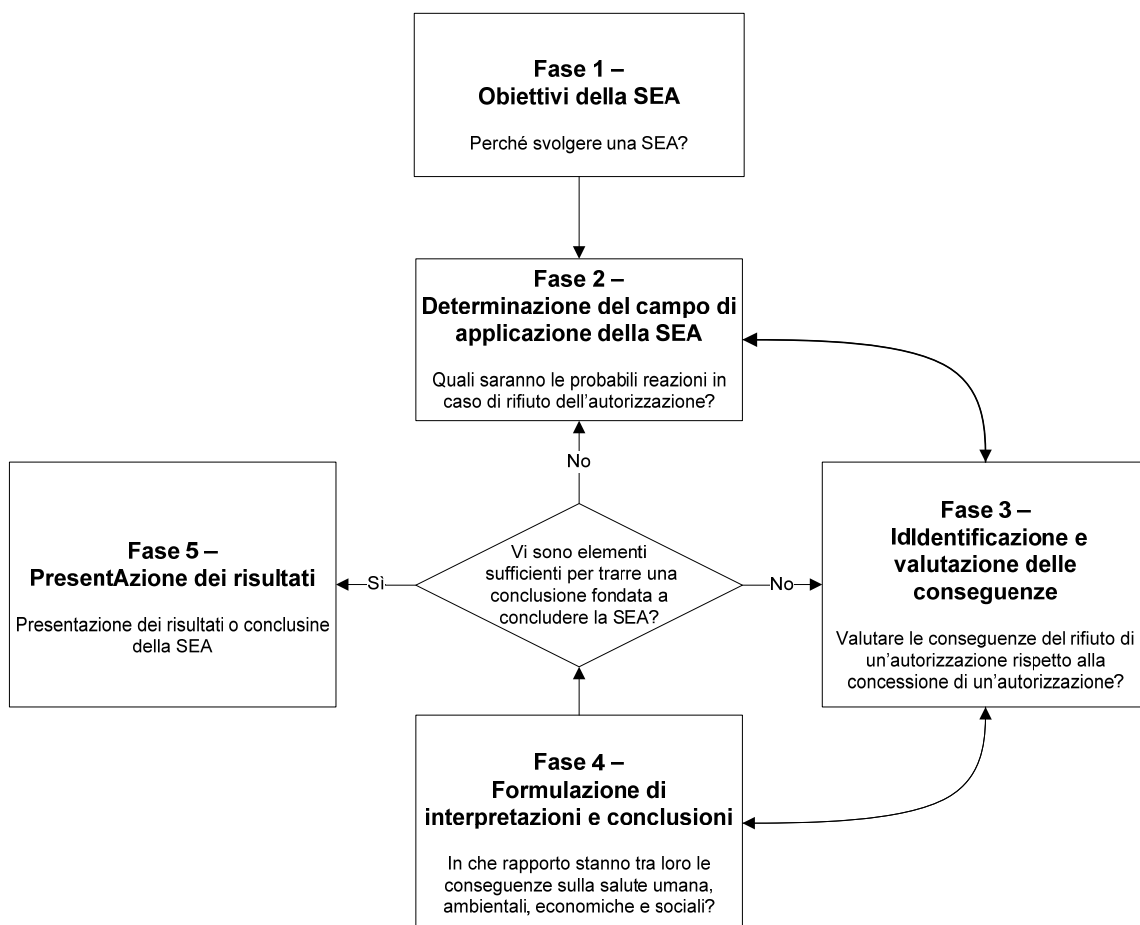 Fase 1 –
Obiettivi della SEA
Perché svolgere una SEA?
Fase 2 –
Determinazione del campo di
applicazione della SEA
Quali saranno le probabili reazioni in
caso di rifiuto dell'autorizzazione?
No
Fase 5 –
PresentAzione dei risultati
Presentazione dei risultati o conclusine
della SEA
Sì
Vi sono elementi
sufficienti per trarre una
conclusione fondata a
concludere la SEA?
No
Fase 3 –
IdIdentificazione e
valutazione delle
conseguenze
Valutare le conseguenze del rifiuto di
un'autorizzazione rispetto alla
concessione di un'autorizzazione?
Fase 4 –
Formulazione di
interpretazioni e conclusioni
In che rapporto stanno tra loro le
conseguenze sulla salute umana,
ambientali, economiche e sociali?